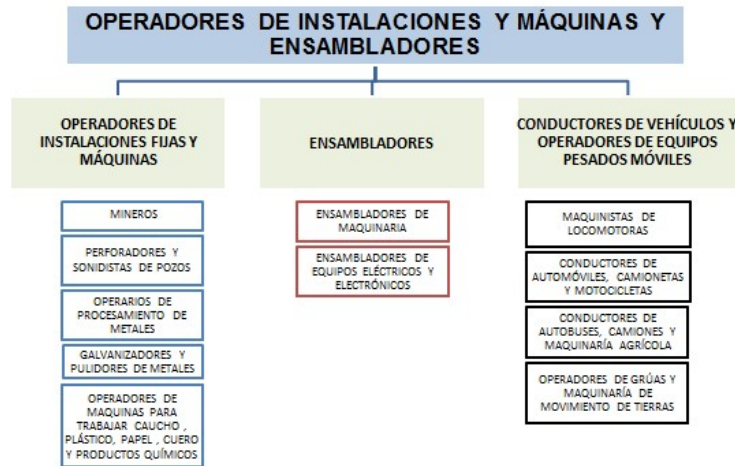 OPERADORES DE INSTALACIONES Y MÁQUINAS Y
ENSAMBLADORES
OPERADORES DE
INSTALACIONES FIJAS Y
MÁQUINAS
MINEROS
PERFORADORES Y
SONIDISTAS DE POZOS
OPERARIOS DE
PROCESAMIENTO DE
METALES
GALVANIZADORES Y
PULIDORES DE METALES
OPERADORES DE
MAQUINAS PARA
TRABAJAR CAUCHO ,
PLÁSTICO, PAPEL , CUERO
Y PRODUCTOS QUÍMICOS
ENSAMBLADORES
ENSAMBLADORES DE
MAQUINARIA
ENSAMBLADORES DE
EQUIPOS ELÉCTRICOS Y
ELECTRÓNICOS
CONDUCTORES DE VEHÍCULOS Y
OPERADORES DE EQUIPOS
PESADOS MÓVILES
MAQUINISTAS DE
LOCOMOTORAS
CONDUCTORES DE
AUTOMÓVILES, CAMIONETAS
Y MOTOCICLETAS
CONDUCTORES DE
AUTOBUSES, CAMIONES Y
MAQUINARÍA AGRÍCOLA
OPERADORES DE GRÚAS Y
MAQUINARÍA DE
MOVIMIENTO DE TIERRAS